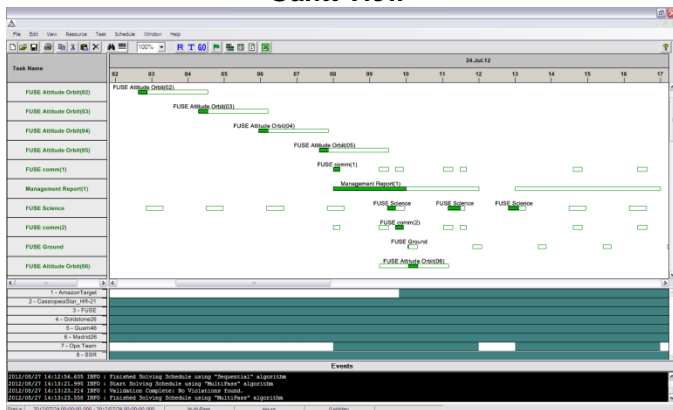 Gantt View
File Edit View Resource Task Schedule Window Help
100% R T GO
24.Jul.12
Task Name
02 03 04 05 06 07 08 09 10 11 12 13 14 15 16 17
FUSE Attitude Orbit(02) FUSE Attitude Orbit(02)
FUSE Attitude Orbit(03) FUSE Attitude Orbit(03)
FUSE Attitude Orbit(04) FUSE Attitude Orbit(04)
FUSE Attitude Orbit(05) FUSE Attitude Orbit(05)
FUSE comm(1) FUSE comm(1)
Management Report(1) Management Report(1)
FUSE Science FUSE Science FUSE Science FUSE Science
FUSE comm(2) FUSE comm(2)
FUSE Ground FUSE Ground
FUSE Attitude Orbit(06) FUSE Attitude Orbit(06)
1 - AmazonTarget
2 - CassiopeiaStar_HR-21
3 - FUSE
4 - Goldstone26
5 - Guam46
6 - Madrid26
7 - Ops Team
8 - SSR
Events
2012/08/27 14:12:56.635 INFO : Finished Solving Schedule using "Sequential" algorithm
2012/08/27 14:13:21.995 INFO : Start Solving Schedule using "MultiPass" algorithm
2012/08/27 14:13:23.214 INFO : Validation Complete: No Violations found.
2012/08/27 14:13:23.558 INFO : Finished Solving Schedule using "MultiPass" algorithm